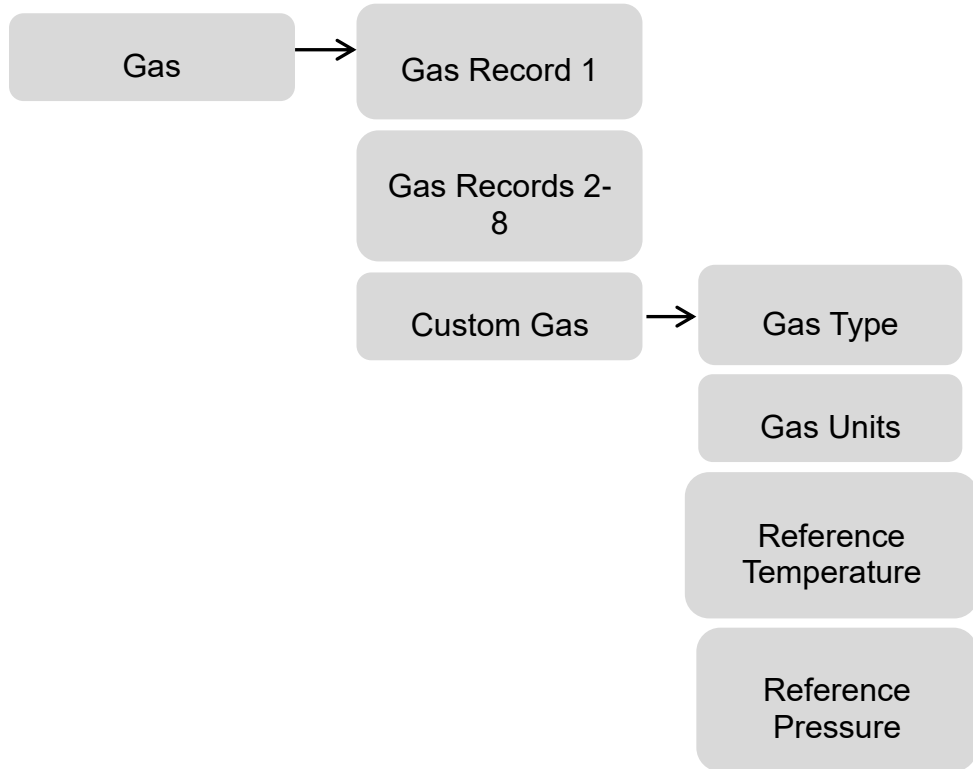 Gas
Gas Record 1
Gas Records 2-
8
Custom Gas
Gas Type
Gas Units
Reference
Temperature
Reference
Pressure